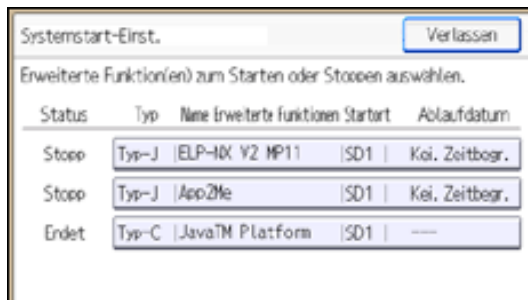 Systemstart-Einst. Verlassen
Erweiterte Funktion(en) zum Starten oder Stoppen auswählen.
Status Typ Name Erweiterte Funktionen Startort Ablaufdatum
Stopp Typ-J |ELP-NX V2 MP11 |SD1 | Kei. Zeitbegr.
Stopp Typ-J |App2Me |SD1 | Kei. Zeitbegr.
Endet Typ-C |JavaTM Platform |SD1 | ---